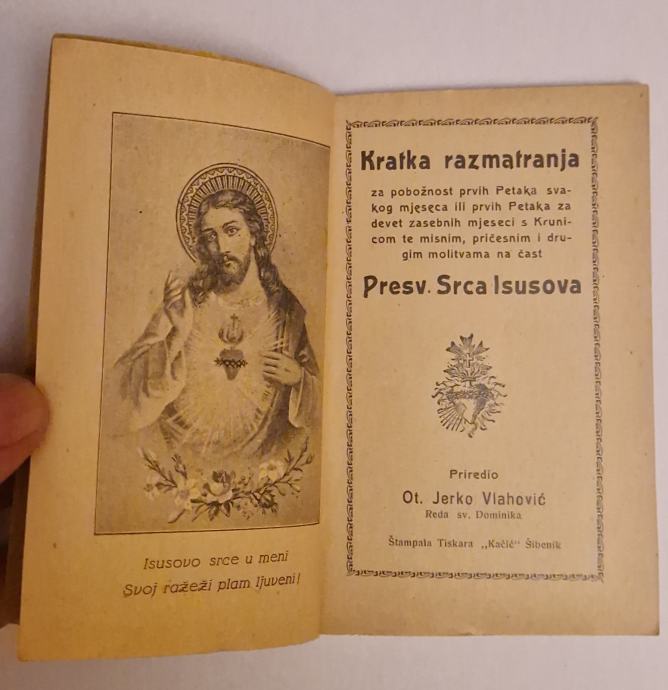 Isusovo srce u meni
Svoj ražeži plam ljuveni!
Kratka razmatranja
za pobožnost prvih Petaka sva-
kog mjeseca ili prvih Petaka za
devet zasebnih mjeseci s Kruni-
com te misnim, pričesnim i dru-
gim molitvama na čast
Presv. Srca Isusova
Priredio
Ot. Jerko Vlahović
Reda sv. Dominika
Štampala Tiskara „Kačić" Šibenik